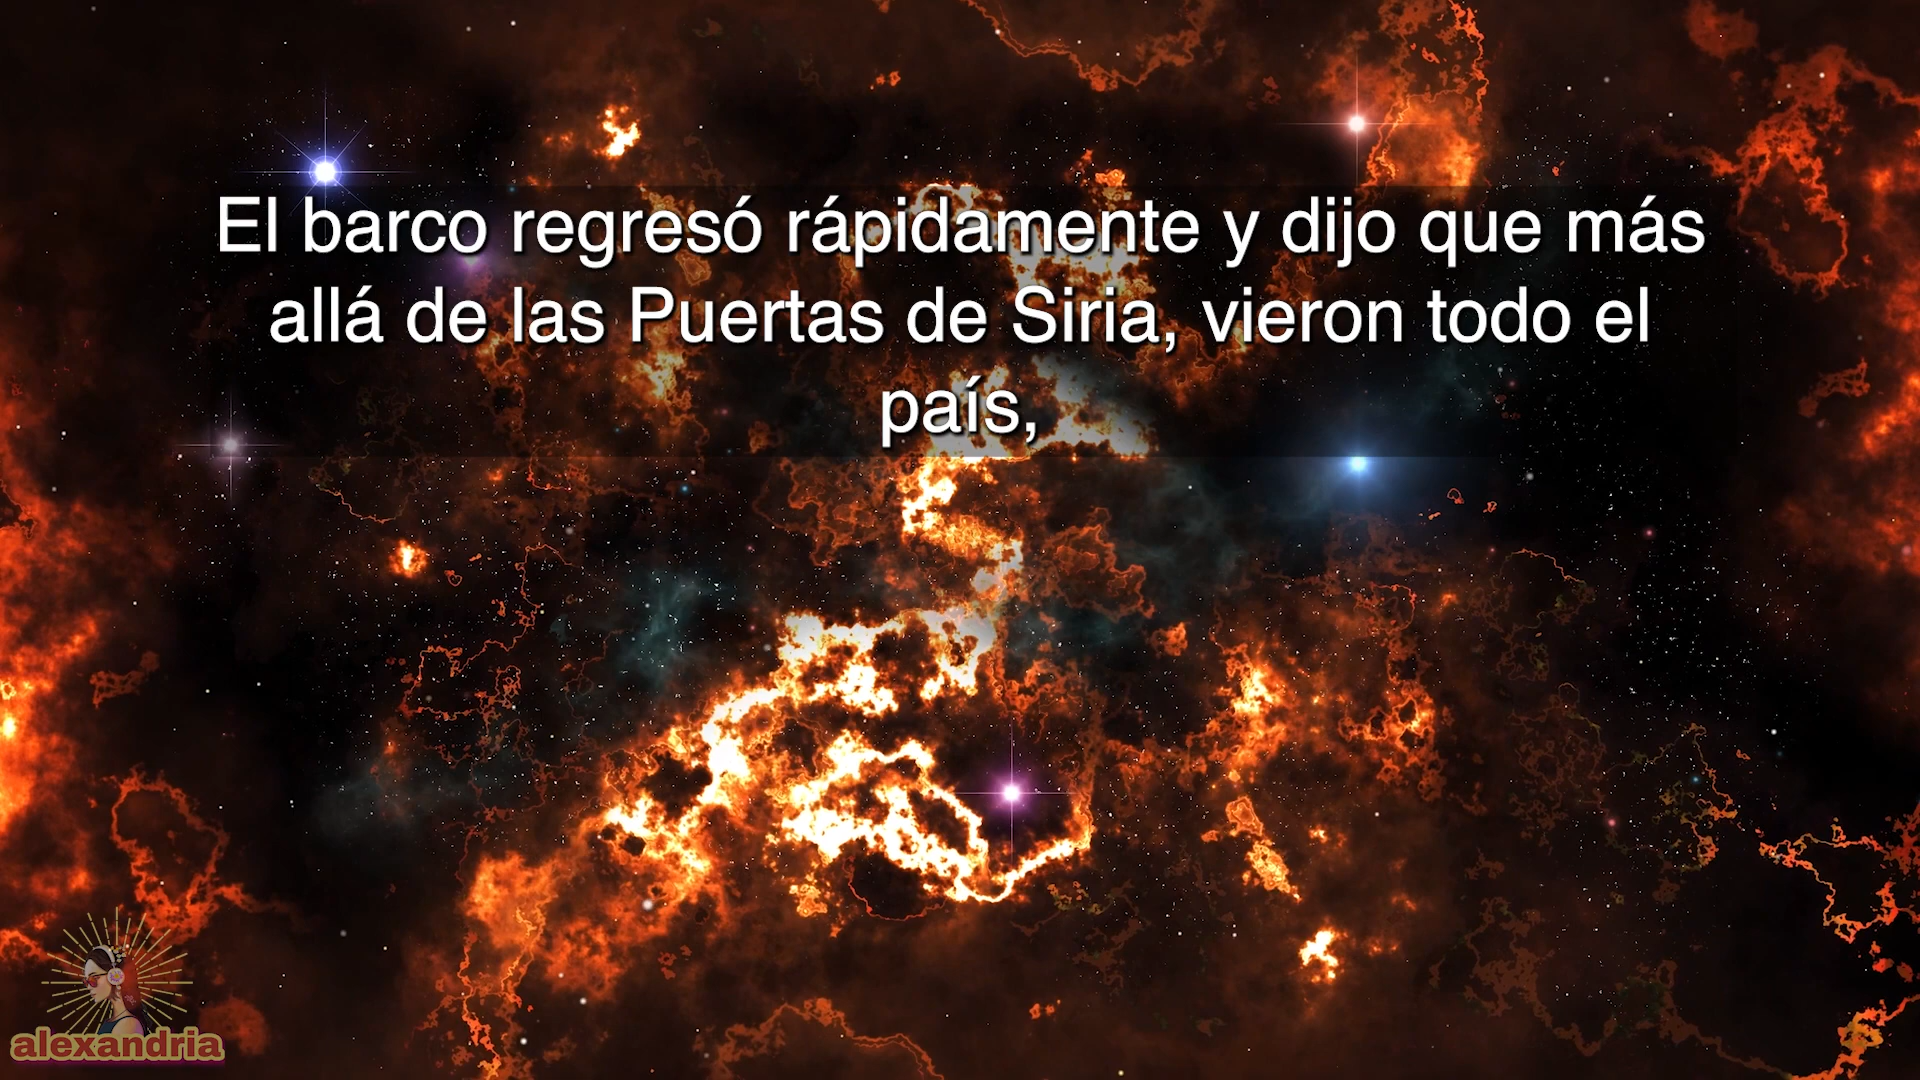 El barco regresó rápidamente y dijo que más
allá de las Puertas de Siria, vieron todo el
país,
alexandria